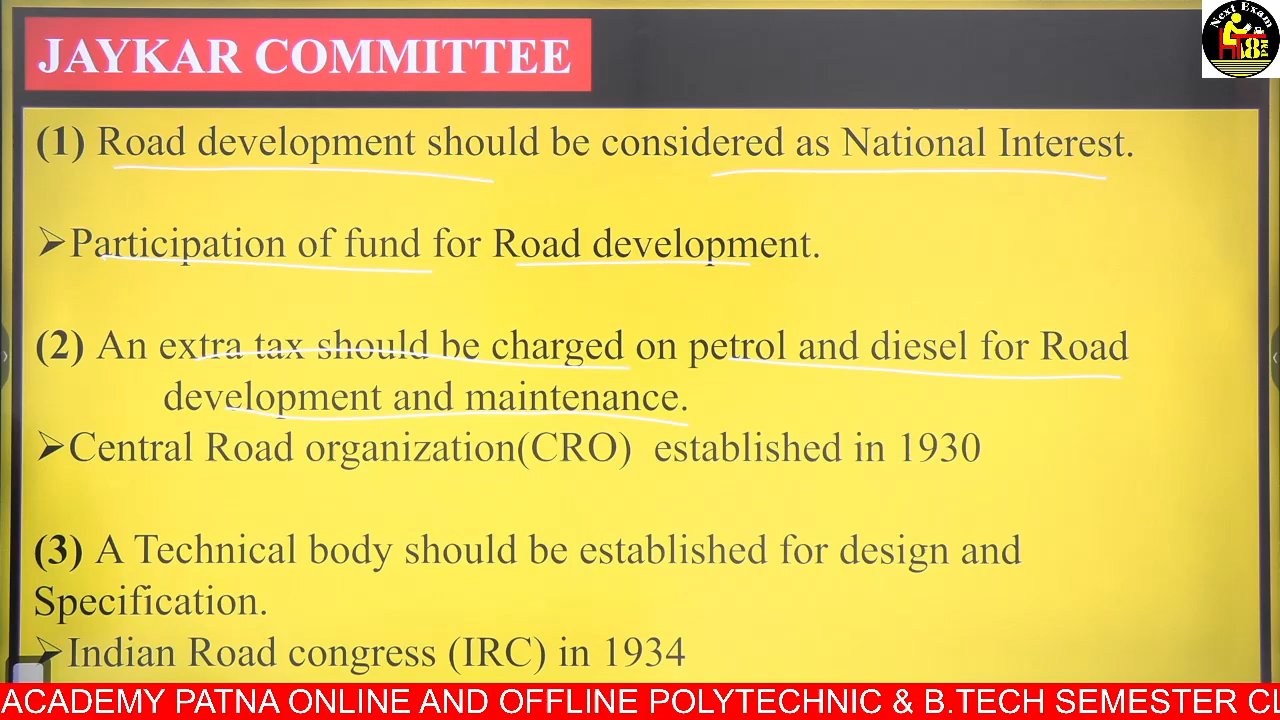 JAYKAR COMMITTEE
Next Exam
18
(1) Road development should be considered as National Interest.
➢Participation of fund for Road development.
(2) An extra tax should be charged on petrol and diesel for Road
development and maintenance.
➢Central Road organization(CRO) established in 1930
(3) A Technical body should be established for design and
Specification.
➢Indian Road congress (IRC) in 1934
ACADEMY PATNA ONLINE AND OFFLINE POLYTECHNIC & B.TECH SEMESTER CL